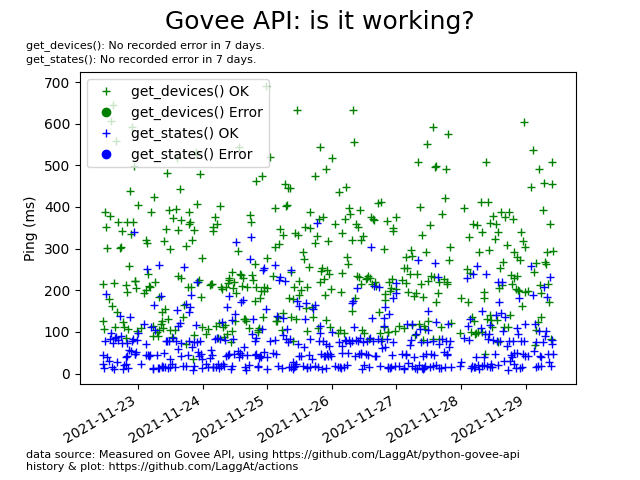 Govee API: is it working?
get_devices(): No recorded error in 7 days.
get_states(): No recorded error in 7 days.
get_devices() OK
get_devices() Error
get_states() OK
get_states() Error
700
600
500
400
300
200
100
0
Ping (ms)
2021-11-23
2021-11-24
2021-11-25
2021-11-26
2021-11-27
2021-11-28
2021-11-29
data source: Measured on Govee API, using https://github.com/LaggAt/python-govee-api
history & plot: https://github.com/LaggAt/actions